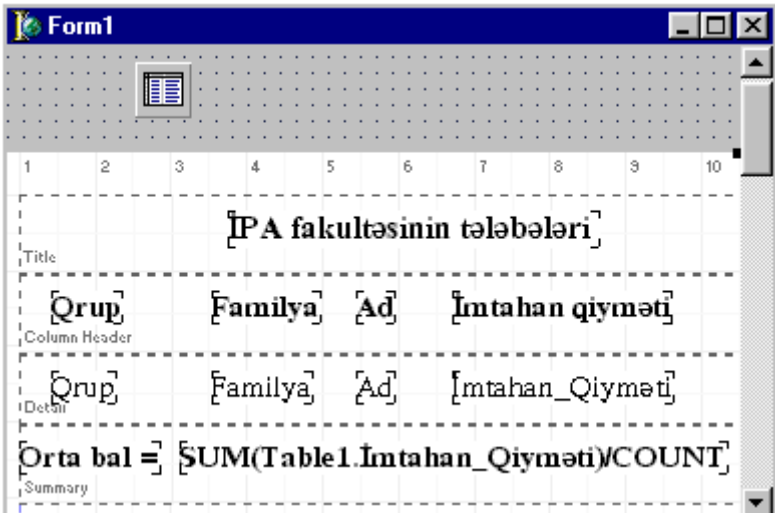 Form1
1 2 3 4 5 6 7 8 9 10
İPA fakultəsinin tələbələri
Title
Qrup Familya Ad İmtahan qiyməti
Column Header
Qrup Familya Ad İmtahan_Qiyməti
Detail
Orta bal = SUM(Table1.İmtahan_Qiyməti)/COUNT
Summary